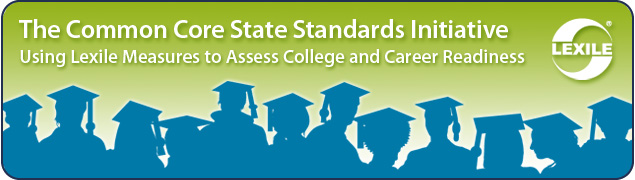 The Common Core State Standards Initiative
Using Lexile Measures to Assess College and Career Readiness
LEXILE®